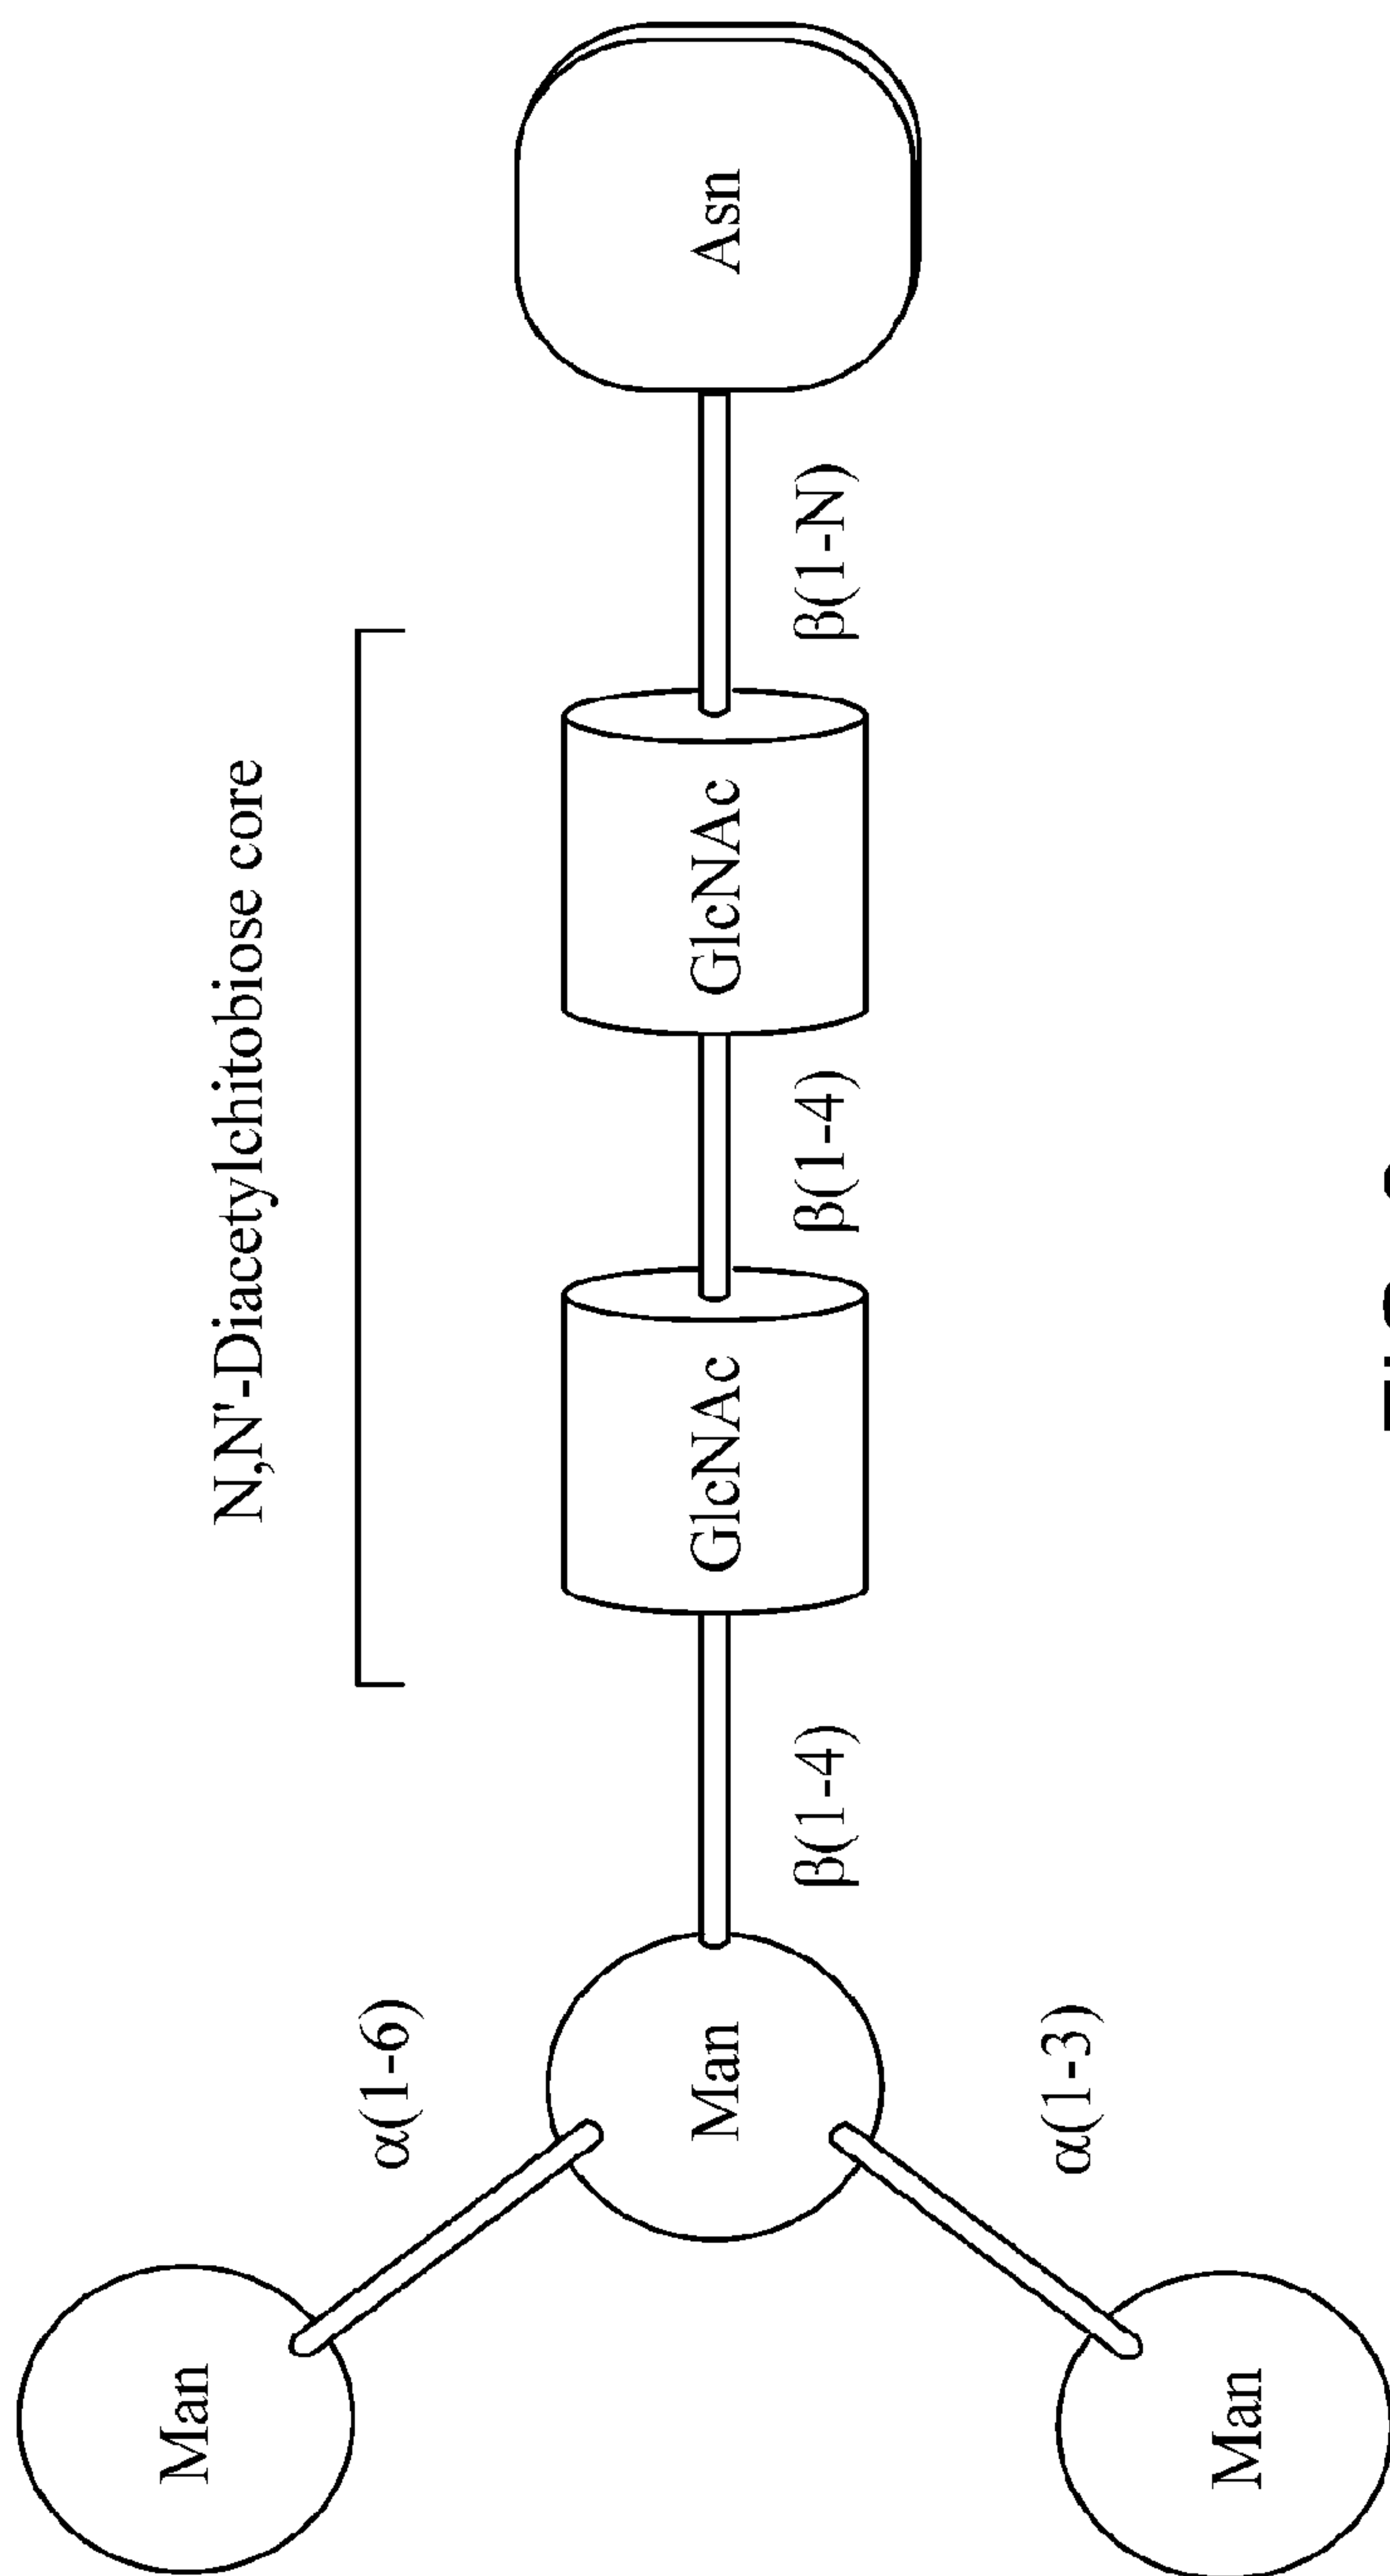 N,N'-Diacetylchitobiose core
Man
α(1-6)
Man
β(1-4)
GlcNAc
β(1-4)
GlcNAc
β(1-N)
Asn
α(1-3)
Man